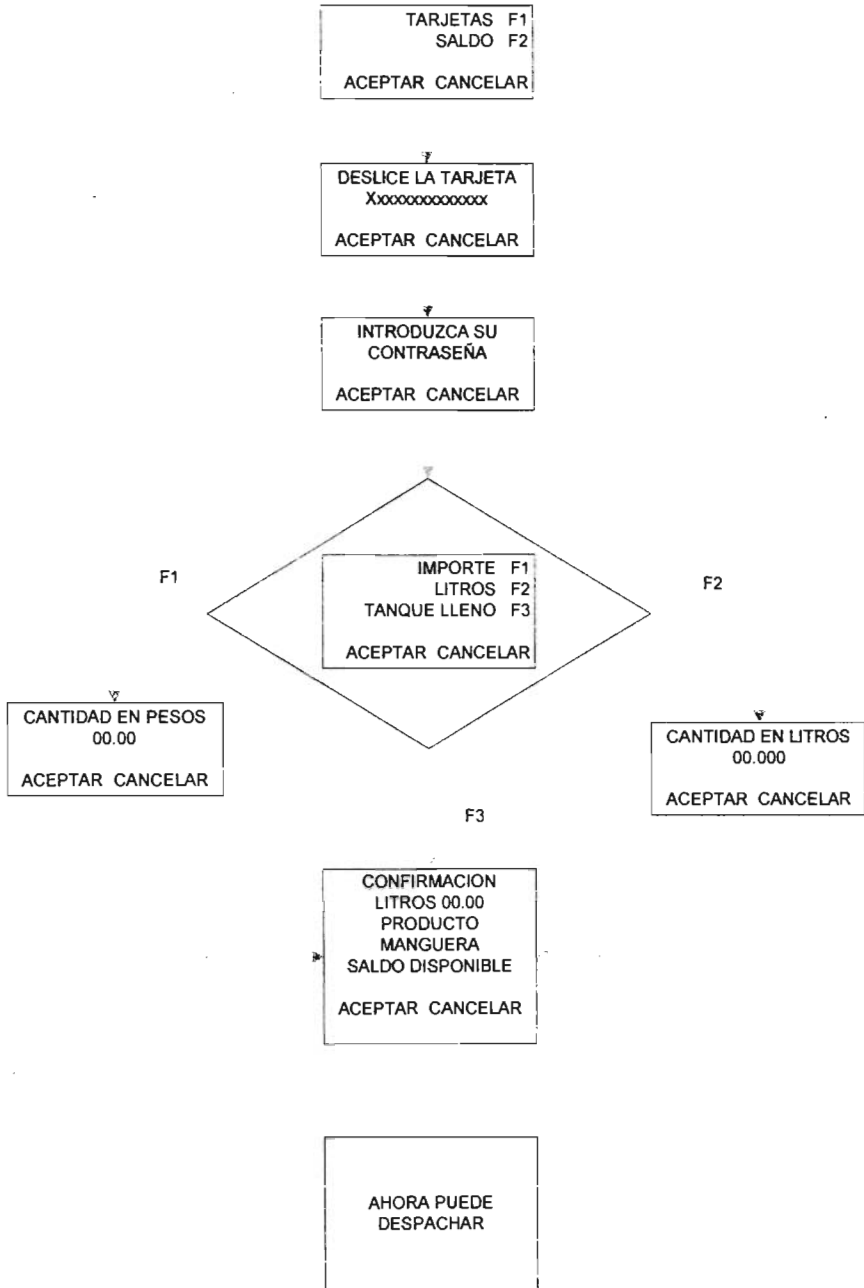 TARJETAS F1
SALDO F2
ACEPTAR CANCELAR
DESLICE LA TARJETA
Xxxxxxxxxxxxxx
ACEPTAR CANCELAR
INTRODUZCA SU
CONTRASEÑA
ACEPTAR CANCELAR
F1
IMPORTE F1
LITROS F2
TANQUE LLENO F3
ACEPTAR CANCELAR
F2
CANTIDAD EN PESOS
00.00
ACEPTAR CANCELAR
CANTIDAD EN LITROS
00.000
ACEPTAR CANCELAR
F3
CONFIRMACION
LITROS 00.00
PRODUCTO
MANGUERA
SALDO DISPONIBLE
ACEPTAR CANCELAR
AHORA PUEDE
DESPACHAR